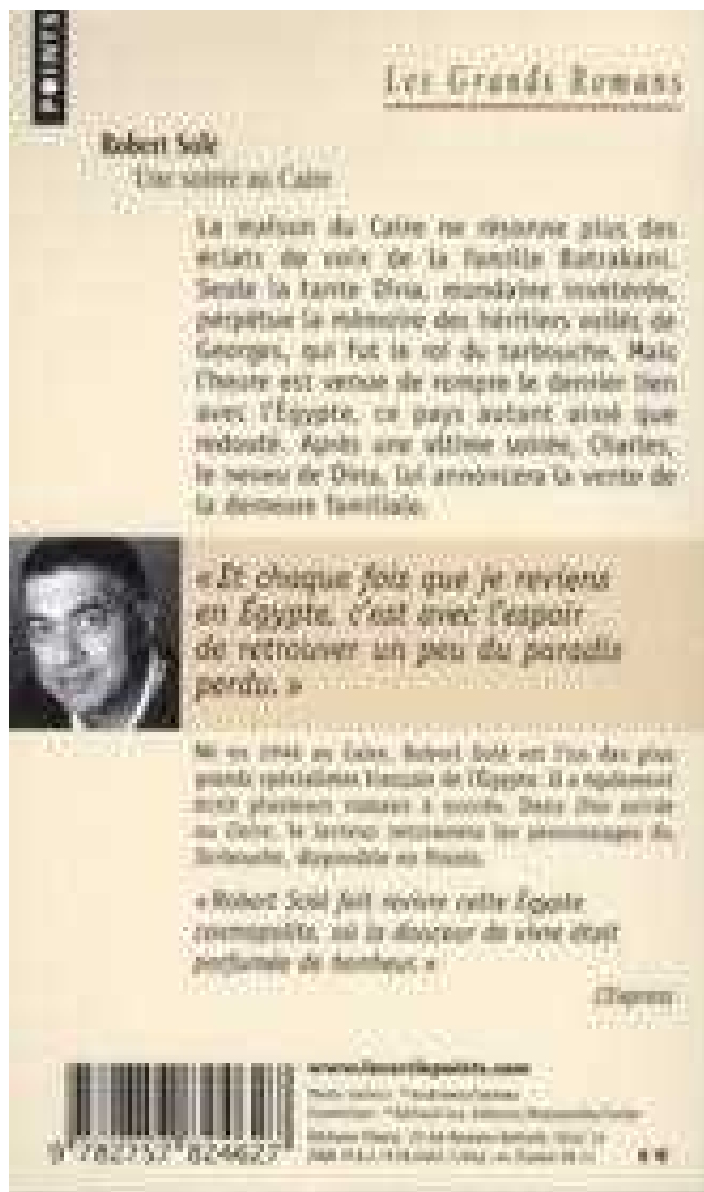 POINTS
Les Grands Romans
Robert Solé
Une soirée au Caire
La maison du Caire ne résonne plus des
éclats de voix de la famille Batrakani.
Seule la tante Dina, mondaine invétérée,
perpétue la mémoire des héritiers exilés de
Georges, qui fut le roi du tarbouche. Mais
l'heure est venue de rompre le dernier lien
avec l'Égypte, ce pays autant aimé que
redouté. Après une ultime soirée, Charles,
le neveu de Dina, lui annoncera la vente de
la demeure familiale.
« Et chaque fois que je reviens
en Égypte, c'est avec l'espoir
de retrouver un peu du paradis
perdu. »
Né en 1946 au Caire, Robert Solé est l'un des plus
grands spécialistes français de l'Égypte. Il a également
écrit plusieurs romans à succès. Dans Une soirée
au Caire, le lecteur retrouvera les personnages du
Tarbouche, disponible en Points.
« Robert Solé fait revivre cette Égypte
cosmopolite, où la douceur de vivre était
parfumée de bonheur. »
L'Express
www.lecerclepoints.com
9 782757 824627